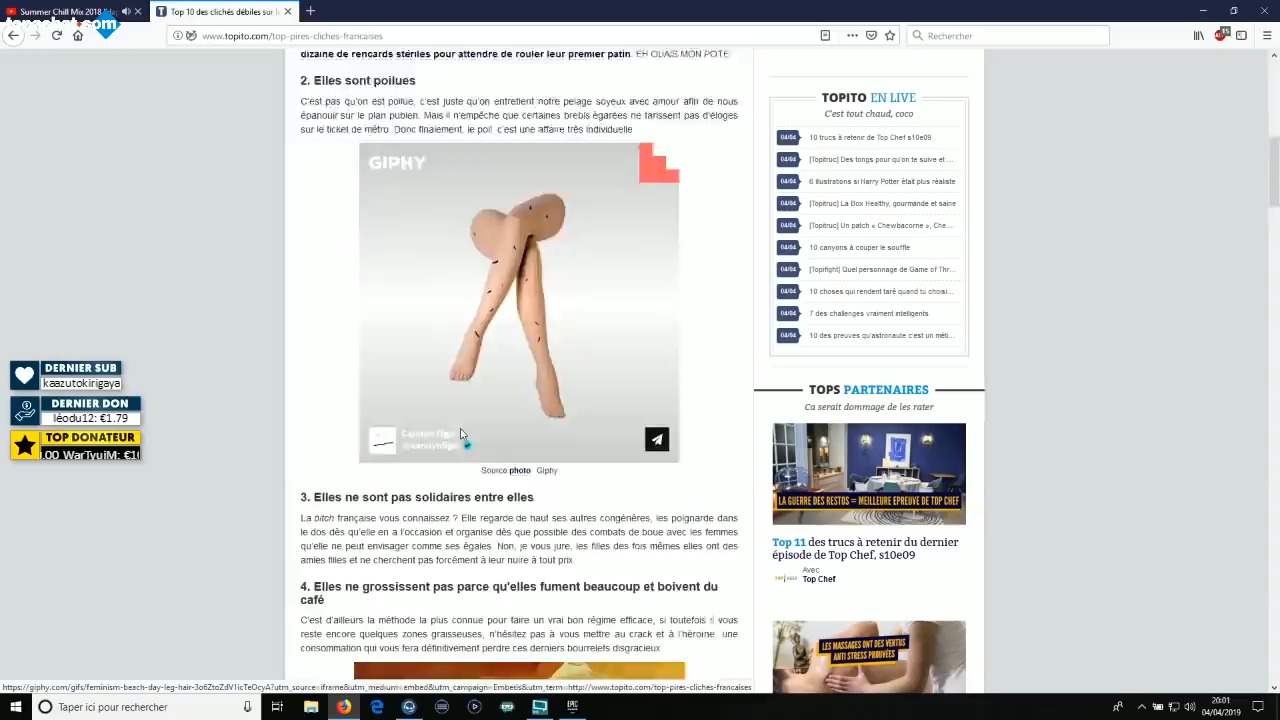 Summer Chill Mix 2018
Top 10 des clichés débiles sur l
www.topito.com/top-pires-cliches-francaises
Rechercher
dizaine de rencards stériles pour attendre de rouler leur premier patin. EH OUAIS MON POTE
2. Elles sont poilues
C'est pas qu'on est poilue, c'est juste qu'on entretient notre pelage soyeux avec amour afin de nous
épanouir sur le plan pubien. Mais il n'empêche que certaines brebis égarées ne tarissent pas d'éloges
sur le ticket de métro. Donc finalement, le poil, c'est une affaire très individuelle
GIPHY
Source photo : Giphy
3. Elles ne sont pas solidaires entre elles
La bitch française vous connaissez ? Elle regarde de haut ses autres congénères, les poignarde dans
le dos dès qu'elle en a l'occasion et organise dès que possible des combats de boue avec les femmes
qu'elle ne peut envisager comme ses égales. Non, je vous jure, les filles des fois mêmes elles ont des
amies filles et ne cherchent pas forcément à leur nuire à tout prix.
4. Elles ne grossissent pas parce qu'elles fument beaucoup et boivent du
café
C'est d'ailleurs la méthode la plus connue pour faire un vrai bon régime efficace, si toutefois il vous
reste encore quelques zones graisseuses, n'hésitez pas à vous mettre au crack et à l'héroïne, une
consommation qui vous fera définitivement perdre ces derniers bourrelets disgracieux
TOPITO EN LIVE
C'est tout chaud, coco
04/04 10 trucs à retenir de Top Chef s10e09
04/04 [Topitruc] Des tongs pour qu'on te suive et ...
04/04 6 illustrations si Harry Potter était plus réaliste
04/04 [Topitruc] La Box Healthy, gourmande et saine
04/04 [Topitruc] Un patch « Chewbacorne », Che...
04/04 10 canyons à couper le souffle
04/04 [Topifight] Quel personnage de Game of Thr...
04/04 10 choses qui rendent taré quand tu choisi...
04/04 7 des challenges vraiment intelligents
04/04 10 des preuves qu'astronaute c'est un méti...
TOPS PARTENAIRES
Ca serait dommage de les rater
LA GUERRE DES RESTOS = MEILLEURE EPREUVE DE TOP CHEF
Top 11 des trucs à retenir du dernier
épisode de Top Chef, s10e09
Avec
Top Chef
LES MASSAGES ONT DES VERTUS
ANTI STRESS PROUVÉES
DERNIER SUB
kaazutokirigaya
DERNIER DON
léodu12: €1.79
TOP DONATEUR
.00 WarTyuiM: €1
https://giphy.com/gifs/feminism-beach-day-leg-hair-3o6ZtoZdV1icTeOcyA?utm_source=iframe&utm_medium=embed&utm_campaign=Embeds&utm_term=http://www.topito.com/top-pires-cliches-francaises
Taper ici pour rechercher
EPIC
20:01
04/04/2019